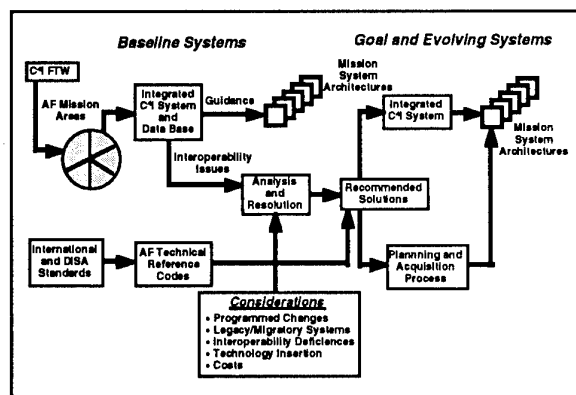 Baseline Systems
Goal and Evolving Systems
C⁴I FTW
AF Mission
Areas
Integrated
C⁴I System
and
Data Base
Guidance
Mission
System
Architectures
Integrated
C⁴I System
Mission
System
Architectures
Interoperability
Issues
Analysis
and
Resolution
Recommended
Solutions
International
and DISA
Standards
AF Technical
Reference
Codes
Plannning and
Acquisition
Process
Considerations
• Programmed Changes
• Legacy/Migratory Systems
• Interoperability Deficiences
• Technology Insertion
• Costs